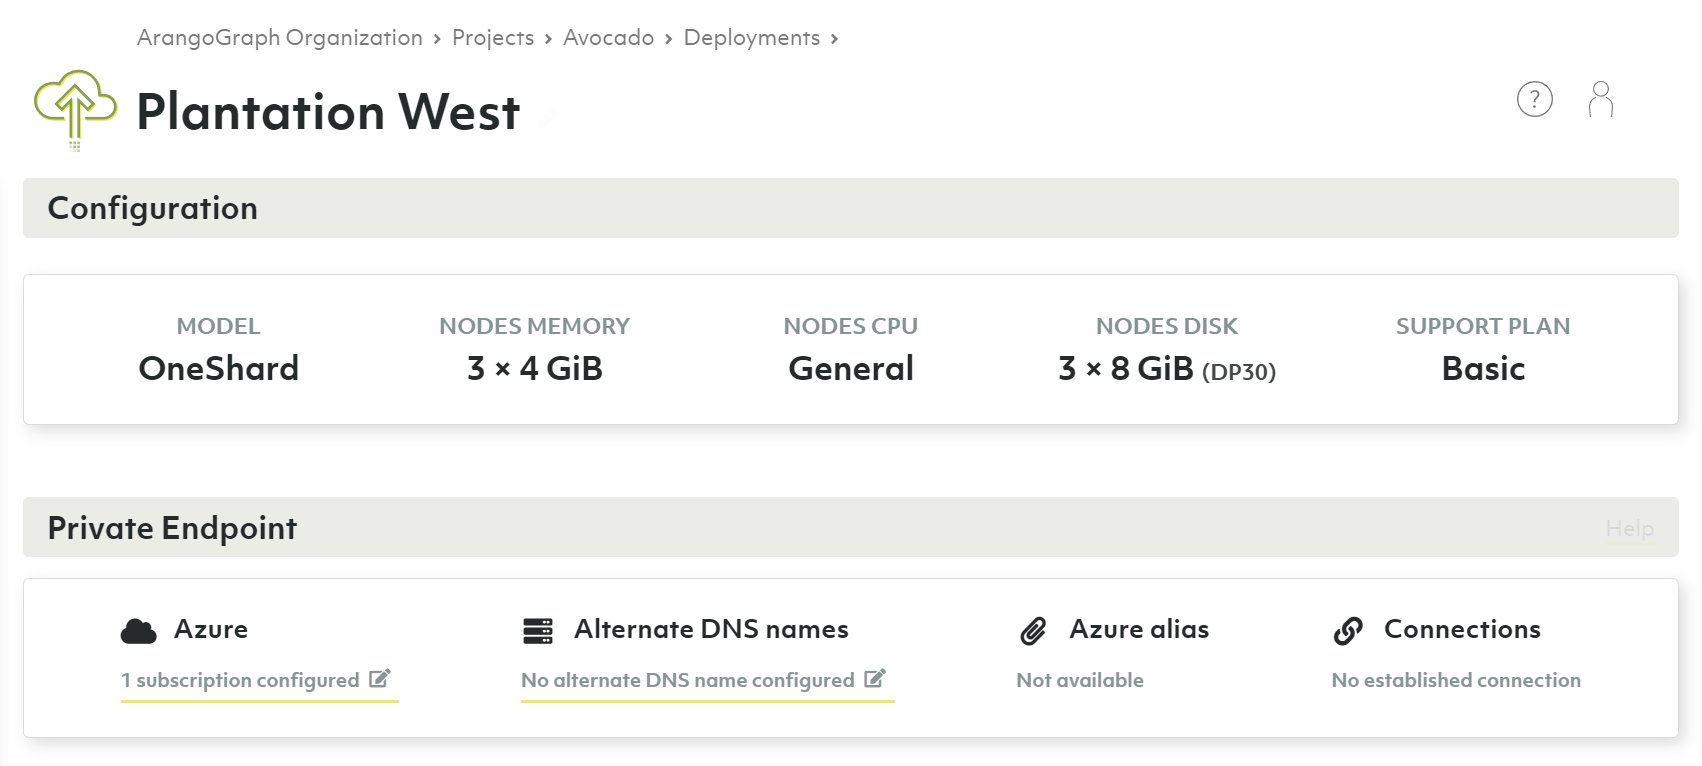 ArangoGraph Organization › Projects › Avocado › Deployments ›
Plantation West
?
Configuration
MODEL NODES MEMORY NODES CPU NODES DISK SUPPORT PLAN
OneShard 3 × 4 GiB General 3 × 8 GiB (DP30) Basic
Private Endpoint Help
Azure Alternate DNS names Azure alias Connections
1 subscription configured No alternate DNS name configured Not available No established connection